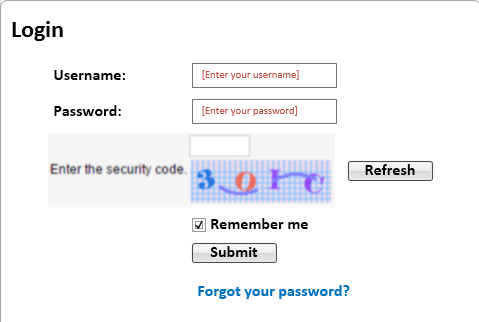 Login
Username: [Enter your username]
Password: [Enter your password]
Enter the security code.
Refresh
Remember me
Submit
Forgot your password?